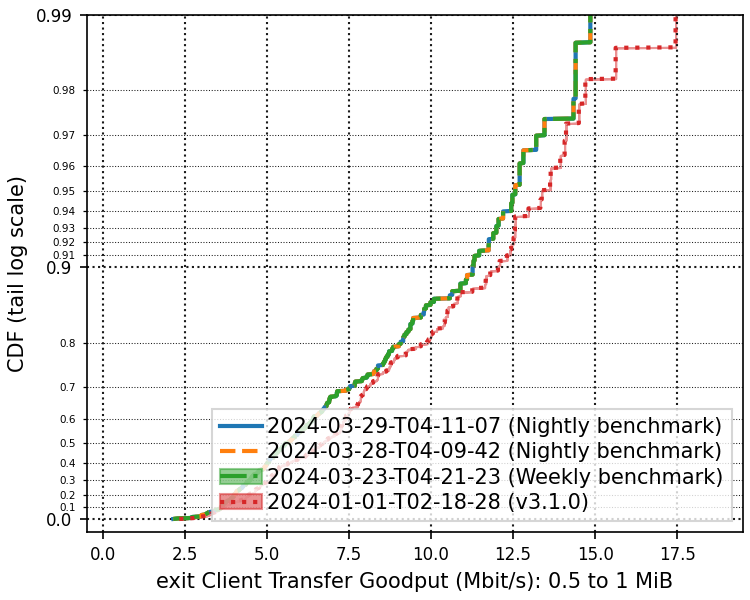 0.99
0.98
0.97
0.96
0.95
0.94
0.93
0.92
0.91
0.9
0.8
0.7
0.6
0.5
0.4
0.3
0.2
0.1
0.0
CDF (tail log scale)
2024-03-29-T04-11-07 (Nightly benchmark)
2024-03-28-T04-09-42 (Nightly benchmark)
2024-03-23-T04-21-23 (Weekly benchmark)
2024-01-01-T02-18-28 (v3.1.0)
0.0 2.5 5.0 7.5 10.0 12.5 15.0 17.5
exit Client Transfer Goodput (Mbit/s): 0.5 to 1 MiB